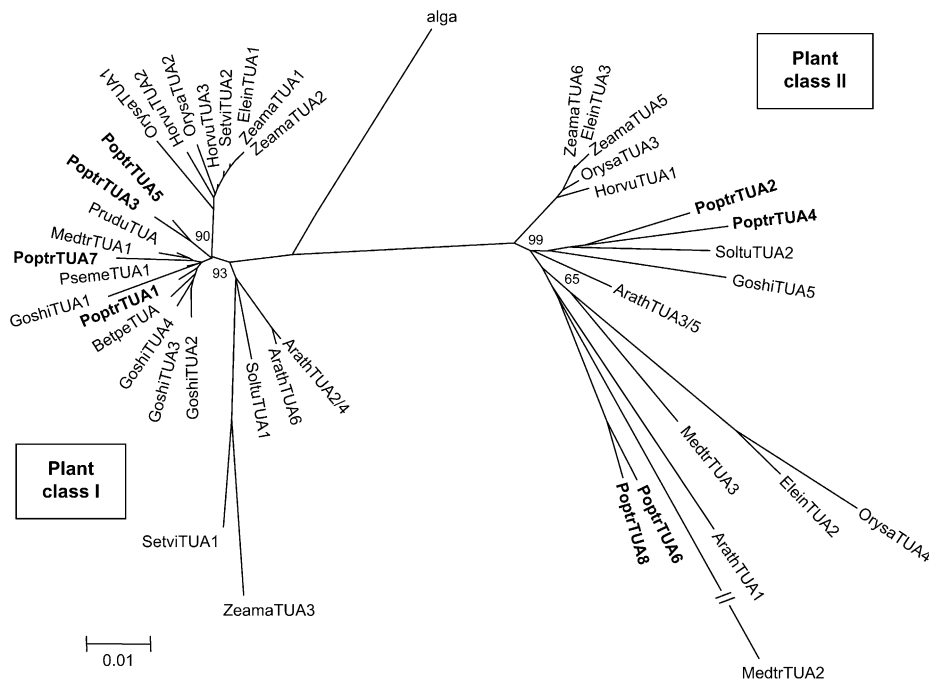 alga
Plant
class II
OrysaTUA1
HorvuTUA2
OrysaTUA2
HorvuTUA3
SetviTUA2
EleinTUA1
ZeamaTUA1
ZeamaTUA2
ZeamaTUA6
EleinTUA3
ZeamaTUA5
OrysaTUA3
HorvuTUA1
PoptrTUA5
PoptrTUA3
PruduTUA
MedtrTUA1
PoptrTUA7
PsemeTUA1
GoshiTUA1
PoptrTUA1
BetpeTUA
GoshiTUA4
GoshiTUA3
GoshiTUA2
90
93
SoltuTUA1
ArathTUA6
ArathTUA2/4
99
65
PoptrTUA2
PoptrTUA4
SoltuTUA2
GoshiTUA5
ArathTUA3/5
Plant
class I
SetviTUA1
ZeamaTUA3
PoptrTUA8
PoptrTUA6
MedtrTUA3
ArathTUA1
EleinTUA2
OrysaTUA4
//
MedtrTUA2
0.01